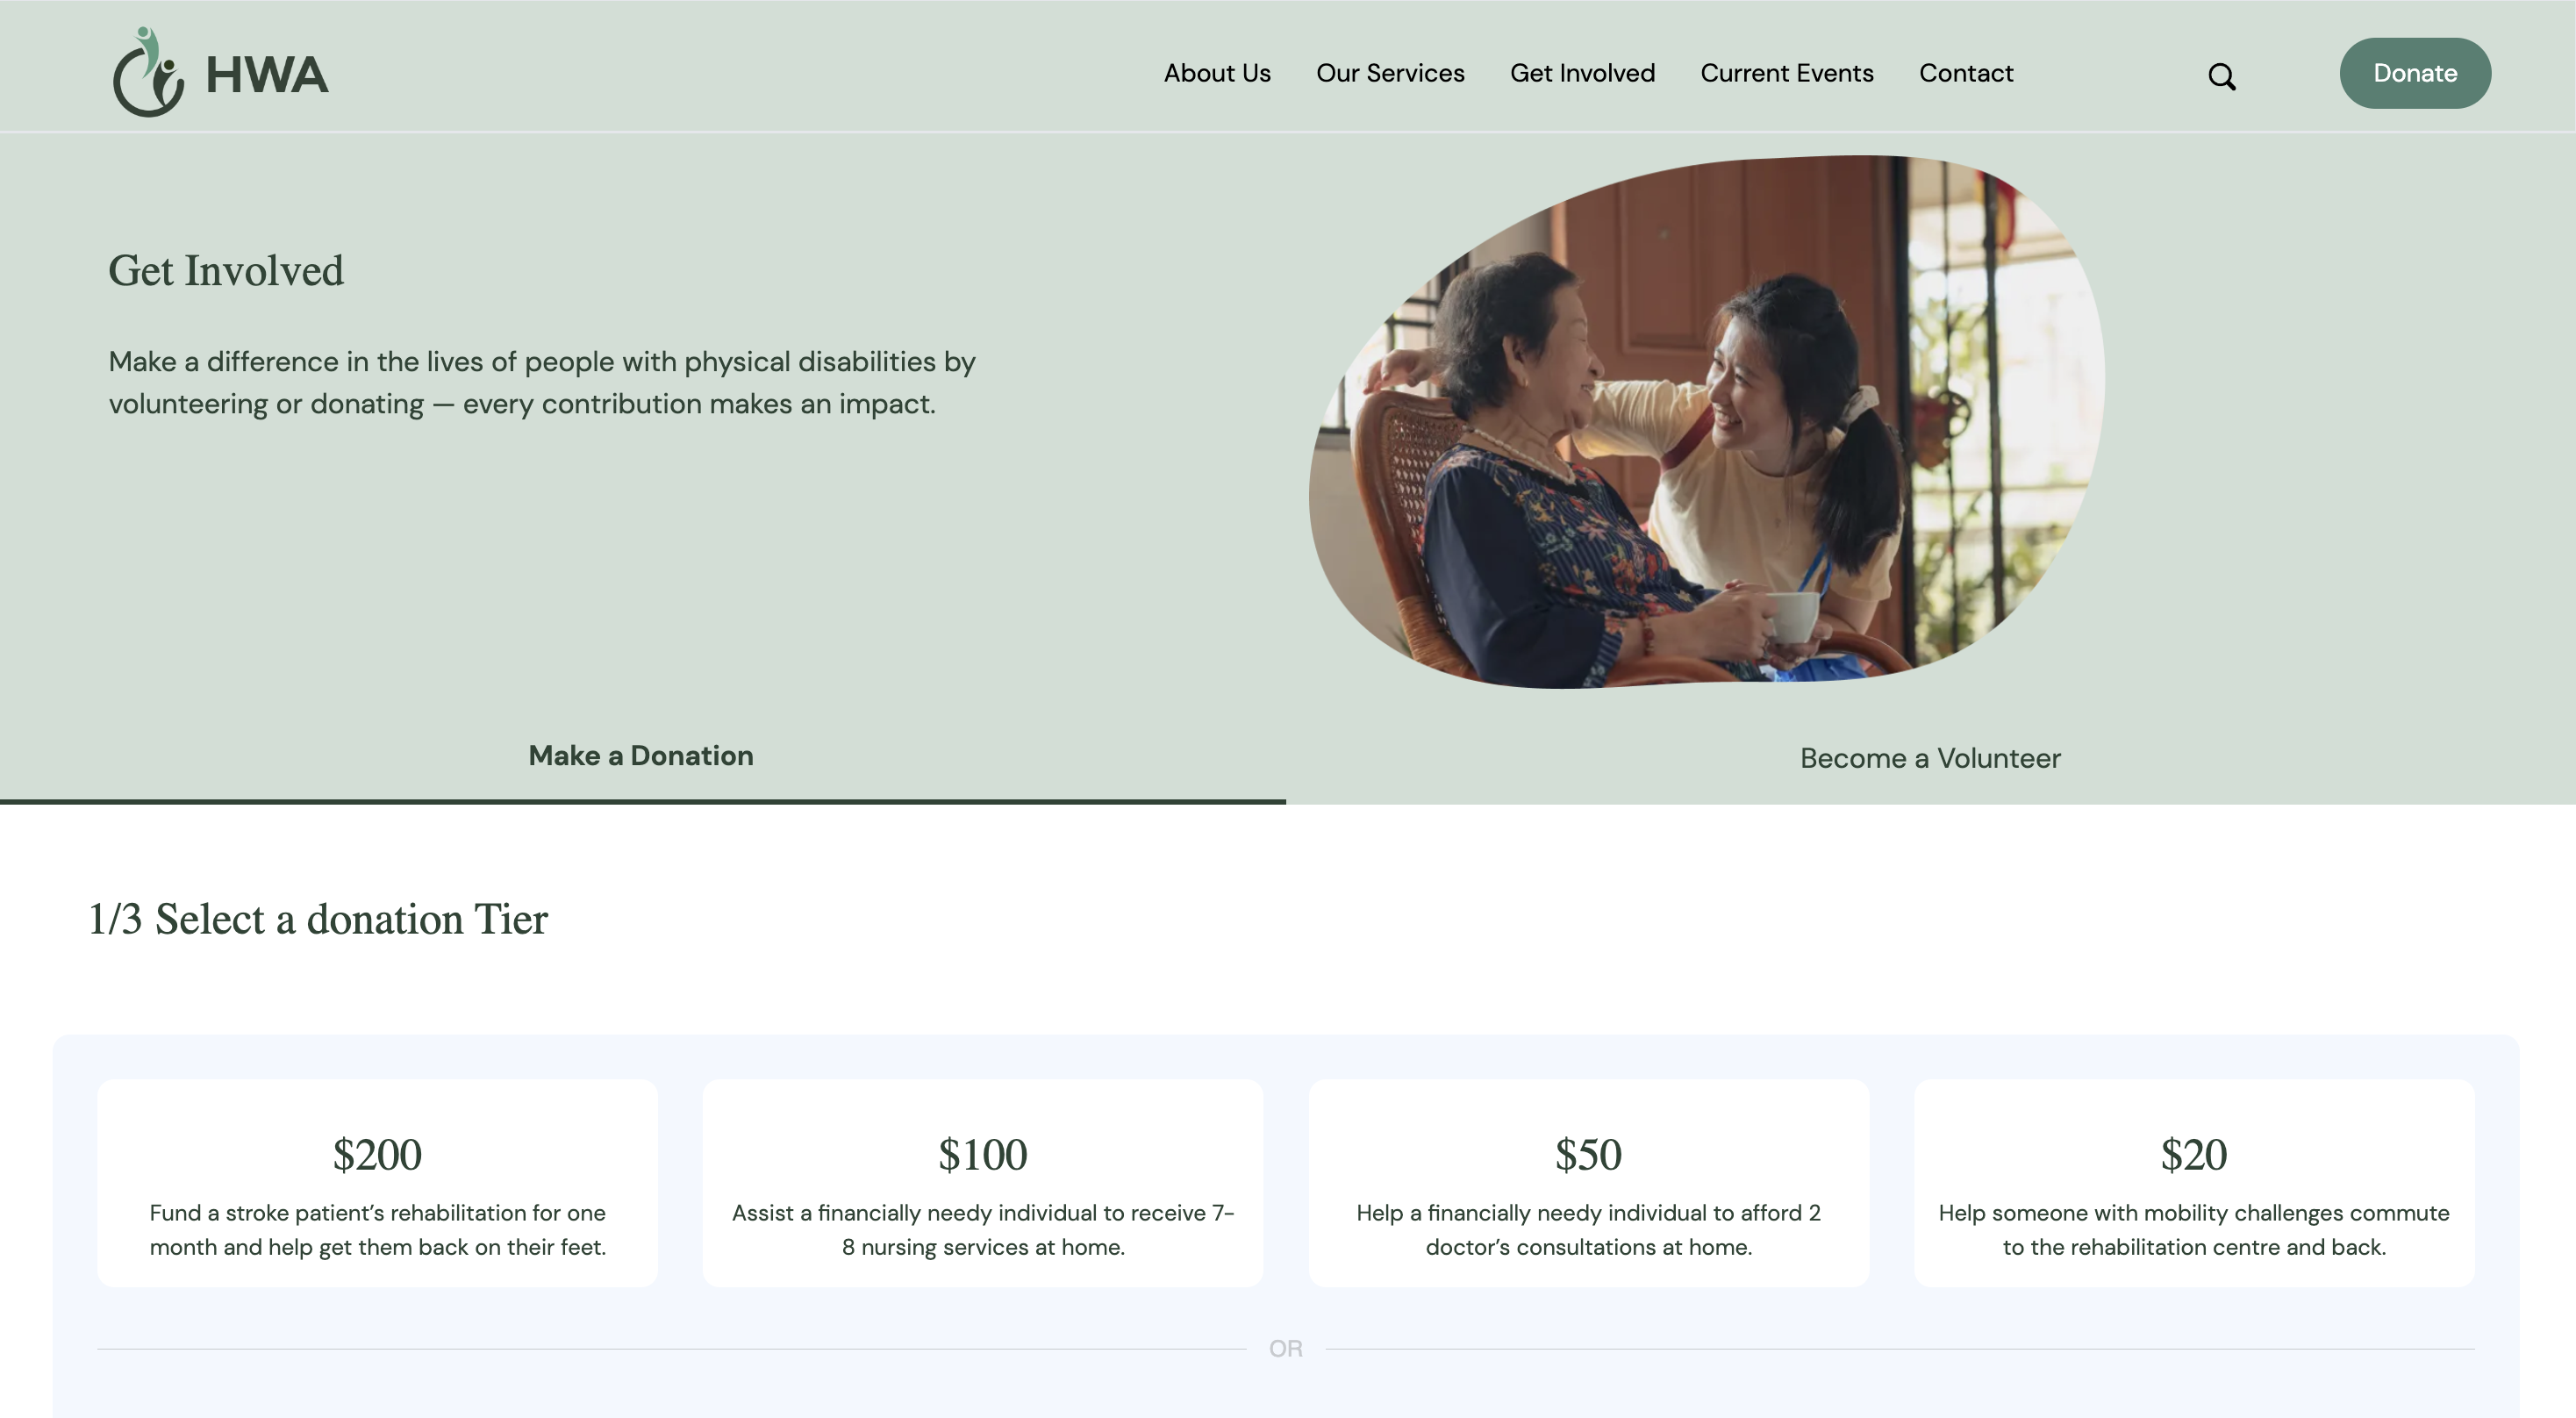 HWA
About Us
Our Services
Get Involved
Current Events
Contact
Donate
Get Involved
Make a difference in the lives of people with physical disabilities by
volunteering or donating — every contribution makes an impact.
Make a Donation
Become a Volunteer
1/3 Select a donation Tier
$200
Fund a stroke patient’s rehabilitation for one
month and help get them back on their feet.
$100
Assist a financially needy individual to receive 7-
8 nursing services at home.
$50
Help a financially needy individual to afford 2
doctor’s consultations at home.
$20
Help someone with mobility challenges commute
to the rehabilitation centre and back.
OR